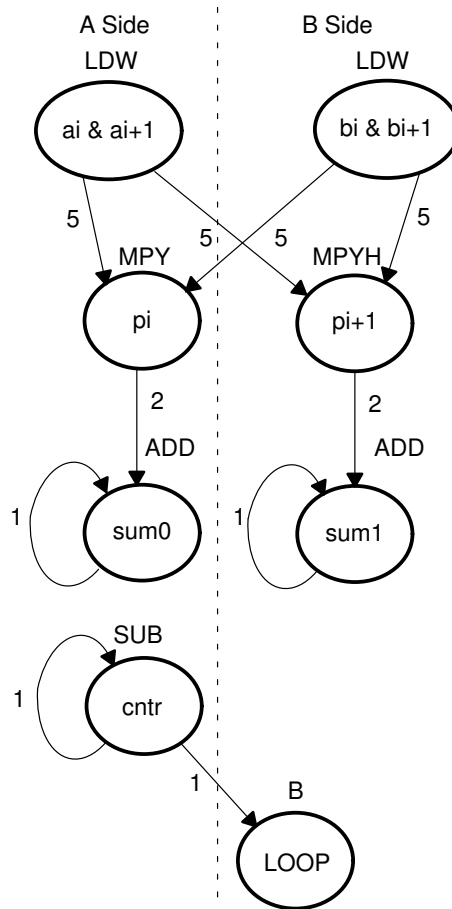 A Side B Side
LDW LDW
ai & ai+1 bi & bi+1
5 5 5 5
MPY MPYH
pi pi+1
2 2
ADD ADD
1 sum0 1 sum1
SUB
1 cntr
1 B
LOOP